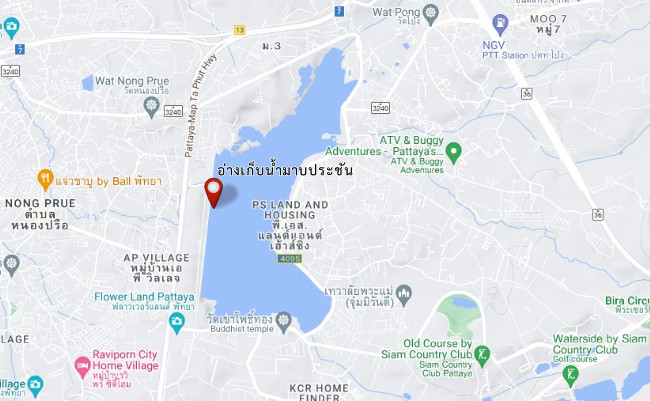 Wat Pong
วัดโป่ง
MOO 7
หมู่7
13
7
3240
ม.3
NGV
PTT Station ปตท โป่ง
7
3240
Wat Nong Prue
วัดหนองปรือ
Pattaya-Map Ta Phut Hwy
3240
36
ATV & Buggy
Adventures - Pattaya's...
ATV & Buggy
Adventures
อ่างเก็บน้ำมาบประชัน
แจ่วซาบู by Ball พัทยา
NONG PRUE
ตำบล
หนองปรือ
PS LAND AND
HOUSING
พี.เอส.
แลนด์แอนด์
เฮ้าส์ซิ่ง
4095
36
AP VILLAGE
หมู่บ้านเอ
พี วิลเลจ
Flower Land Pattaya
ฟลาวเวอร์แลนด์ พัทยา
เทวาลัยพระแม่
(จุ่มมิรันตี)
Bira Circ
พีระเซอร์
วัดเขาโพธิ์ทอง
Buddhist temple
Old Course by
Siam Country Club
Siam Country
Club Pattaya
Waterside by Siam
Country Club
Golf course
VILLAGE
Raviporn City
Home Village
หมู่บ้านรวิ
พร ซิตี้โฮม
36
KCR HOME
FINDER